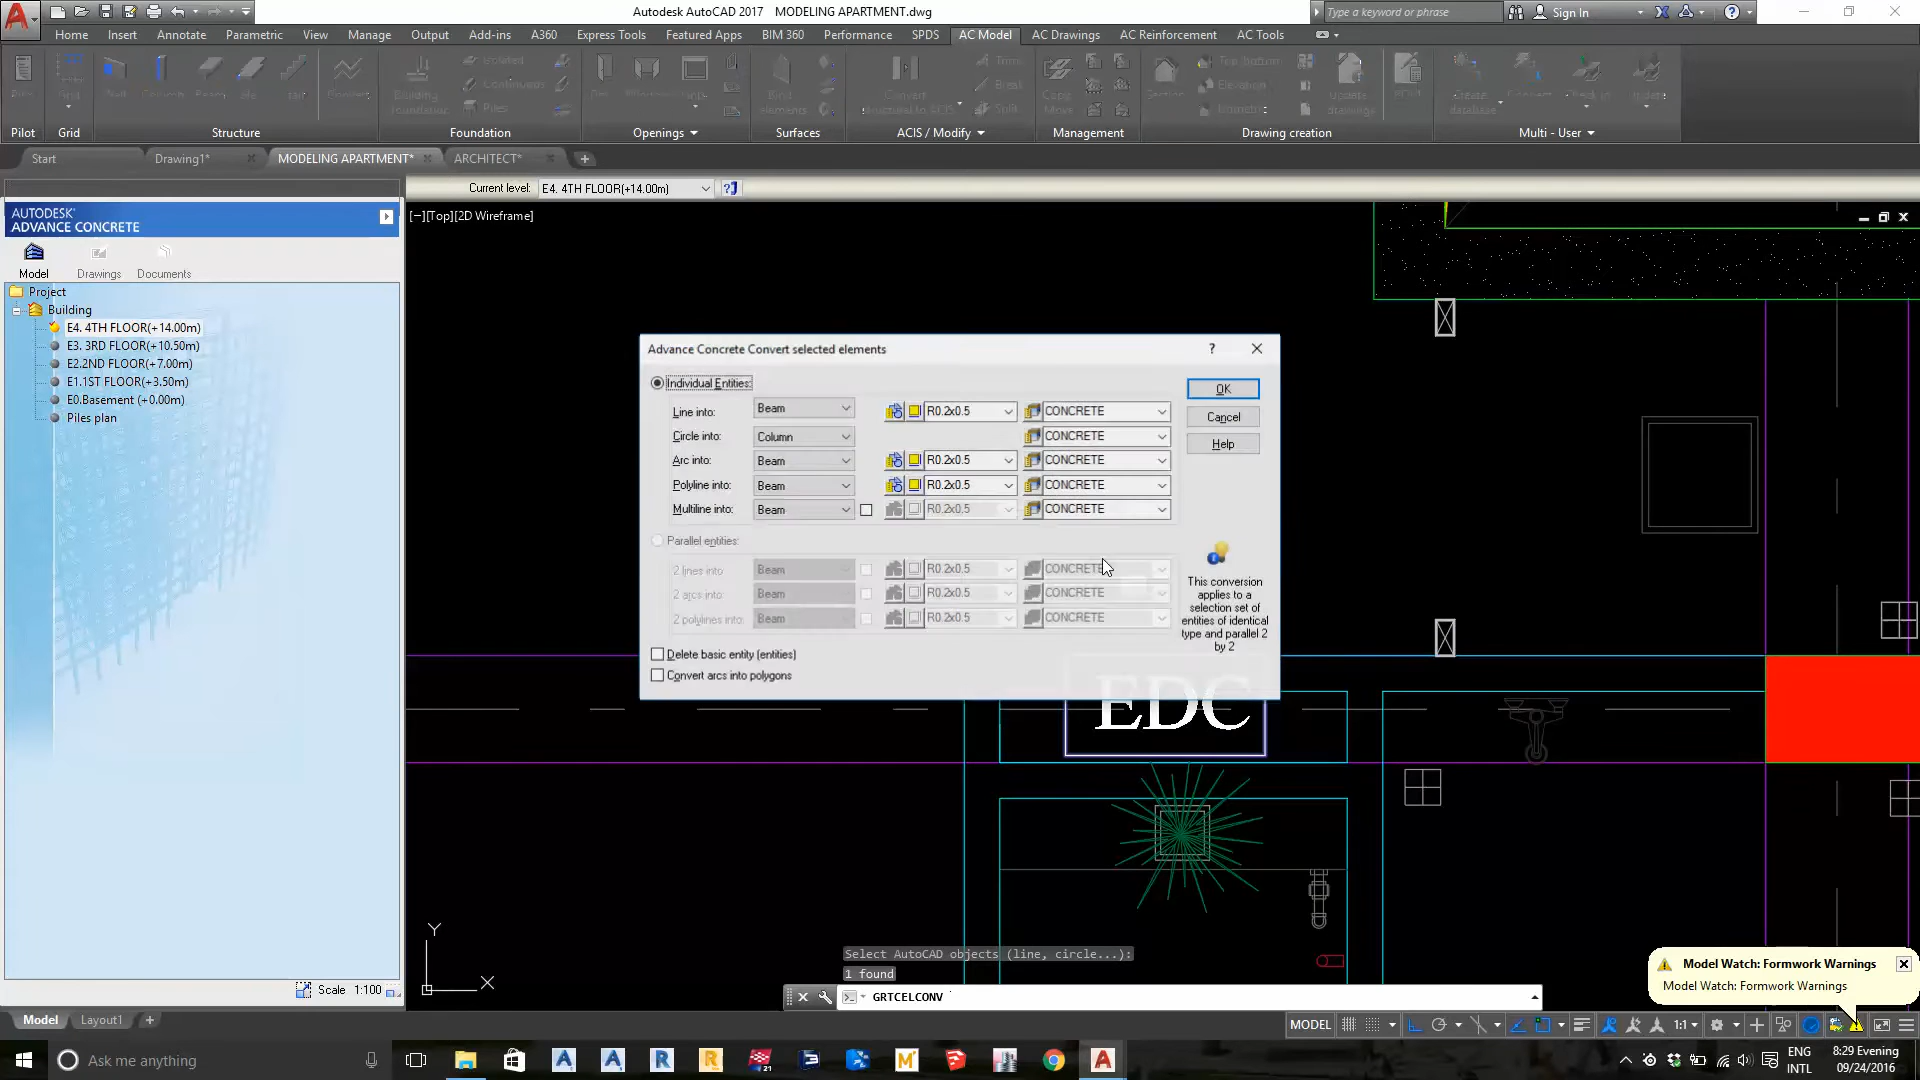 Autodesk AutoCAD 2017 MODELING APARTMENT.dwg
Type a keyword or phrase
Sign In
Home Insert Annotate Parametric View Manage Output Add-ins A360 Express Tools Featured Apps BIM 360 Performance SPDS AC Model AC Drawings AC Reinforcement AC Tools
Pilot Grid Structure Foundation Openings Surfaces ACIS / Modify Management Drawing creation Multi - User
Start Drawing1* MODELING APARTMENT* ARCHITECT*
Current level: E4. 4TH FLOOR(+14.00m)
AUTODESK®
ADVANCE CONCRETE
[−][Top][2D Wireframe]
Model Drawings Documents
Project
Building
E4. 4TH FLOOR(+14.00m)
E3. 3RD FLOOR(+10.50m)
E2.2ND FLOOR(+7.00m)
E1.1ST FLOOR(+3.50m)
E0.Basement (+0.00m)
Piles plan
Advance Concrete Convert selected elements ?
Individual Entities:
Line into: Beam R0.2x0.5 CONCRETE
Circle into: Column CONCRETE
Arc into: Beam R0.2x0.5 CONCRETE
Polyline into: Beam R0.2x0.5 CONCRETE
Multiline into: Beam R0.2x0.5 CONCRETE
Parallel entities:
2 lines into Beam R0.2x0.5 CONCRETE
2 arcs into: Beam R0.2x0.5 CONCRETE
2 polylines into: Beam R0.2x0.5 CONCRETE
Delete basic entity (entities)
Convert arcs into polygons
OK
Cancel
Help
This conversion
applies to a
selection set of
entities of identical
type and parallel 2
by 2
EDC
Y
X
Select AutoCAD objects (line, circle...):
1 found
GRTCELCONV
Scale 1:100
Model Watch: Formwork Warnings
Model Watch: Formwork Warnings
Model Layout1
MODEL 1:1
Ask me anything
ENG
INTL
8:29 Evening
09/24/2016